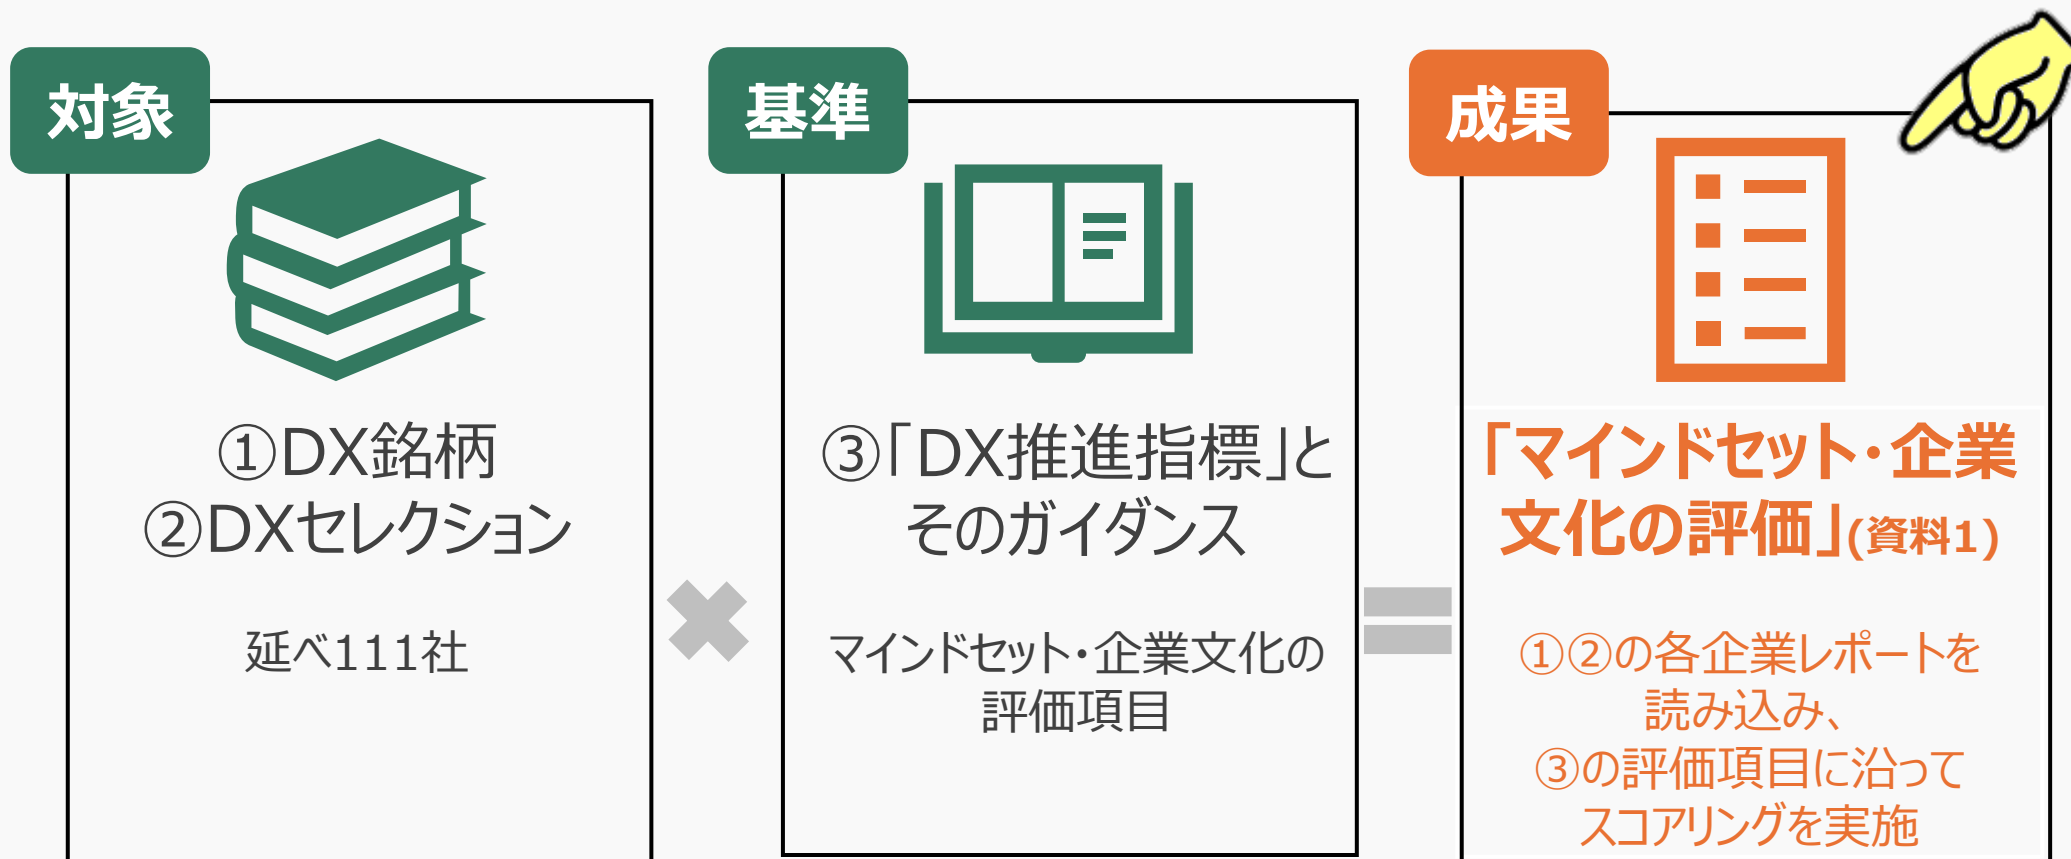 対象
①DX銘柄
②DXセレクション
延べ111社
基準
③「DX推進指標」と
そのガイダンス
マインドセット・企業文化の
評価項目
成果
「マインドセット・企業
文化の評価」(資料1)
①②の各企業レポートを
読み込み、
③の評価項目に沿って
スコアリングを実施